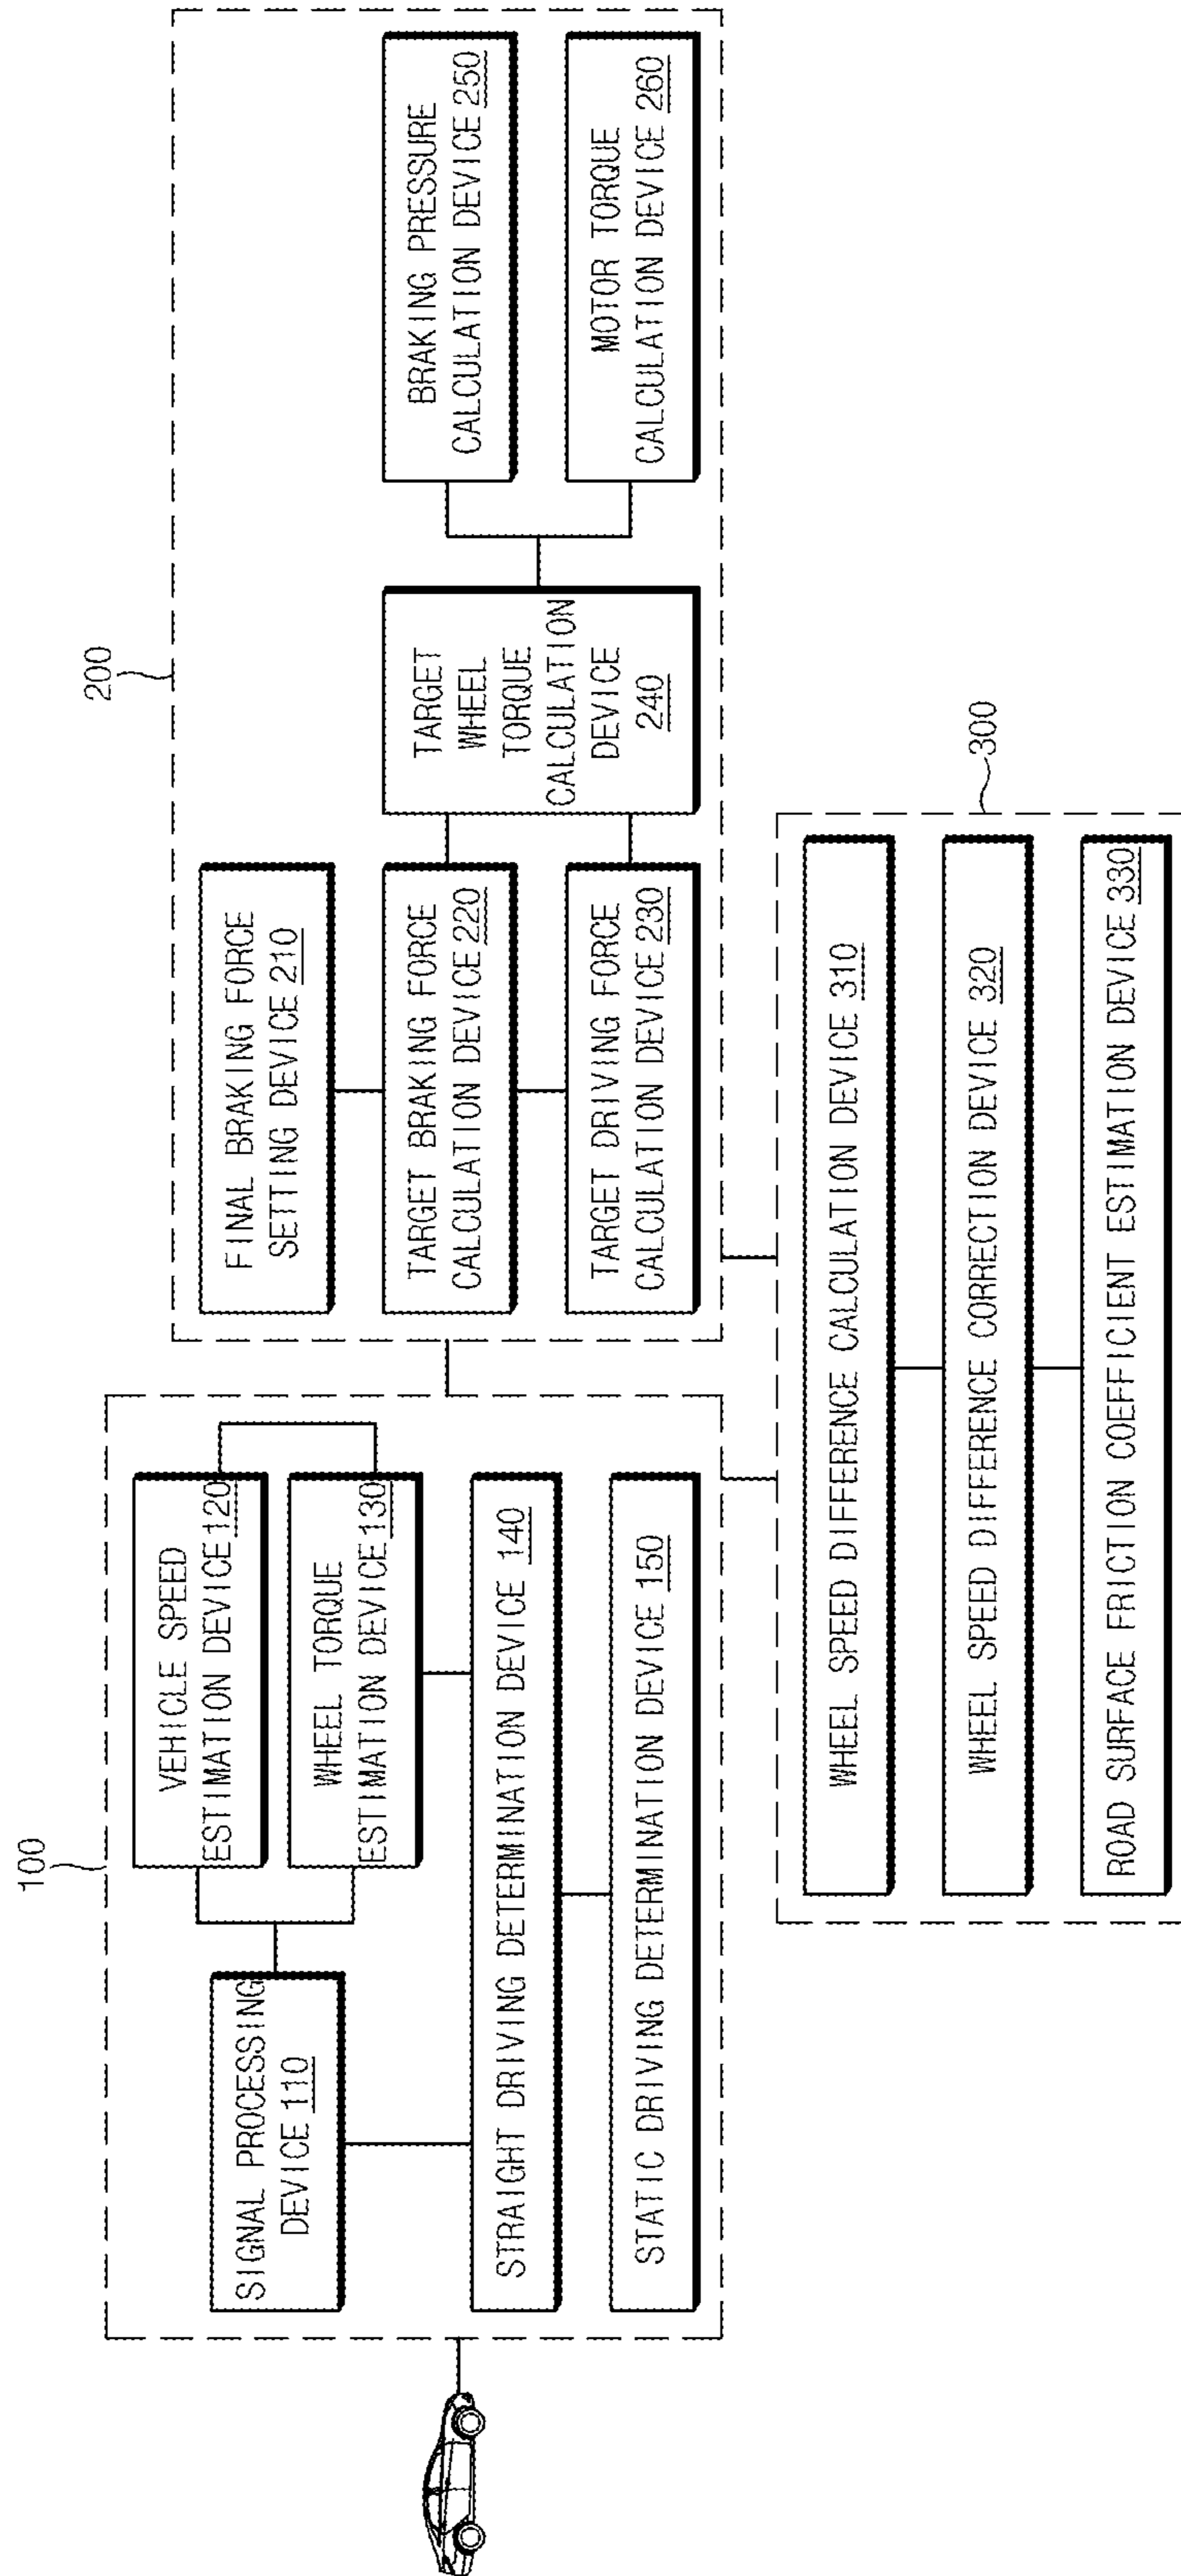 100
SIGNAL PROCESSING
DEVICE 110
VEHICLE SPEED
ESTIMATION DEVICE 120
WHEEL TORQUE
ESTIMATION DEVICE 130
STRAIGHT DRIVING DETERMINATION DEVICE 140
STATIC DRIVING DETERMINATION DEVICE 150
200
FINAL BRAKING FORCE
SETTING DEVICE 210
TARGET BRAKING FORCE
CALCULATION DEVICE 220
TARGET DRIVING FORCE
CALCULATION DEVICE 230
TARGET
WHEEL
TORQUE
CALCULATION
DEVICE
240
BRAKING PRESSURE
CALCULATION DEVICE 250
MOTOR TORQUE
CALCULATION DEVICE 260
300
WHEEL SPEED DIFFERENCE CALCULATION DEVICE 310
WHEEL SPEED DIFFERENCE CORRECTION DEVICE 320
ROAD SURFACE FRICTION COEFFICIENT ESTIMATION DEVICE 330